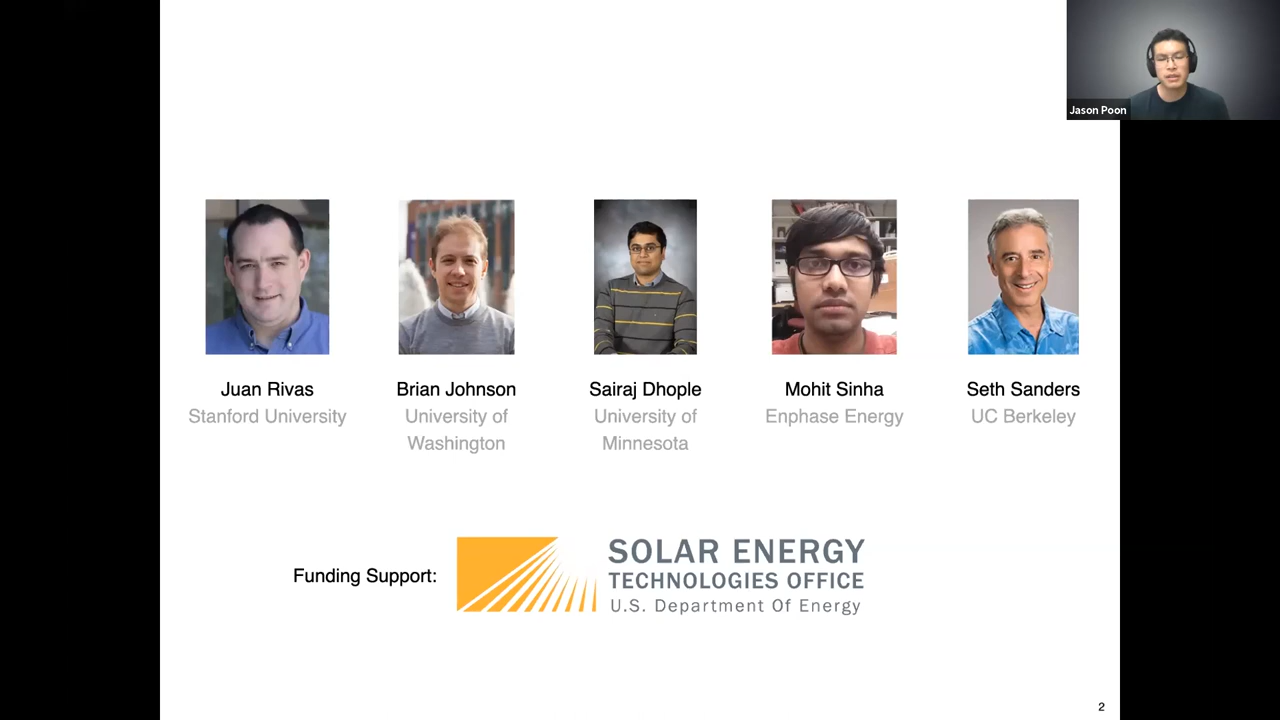 Jason Poon
Juan Rivas
Stanford University
Brian Johnson
University of
Washington
Sairaj Dhople
University of
Minnesota
Mohit Sinha
Enphase Energy
Seth Sanders
UC Berkeley
Funding Support:
SOLAR ENERGY
TECHNOLOGIES OFFICE
U.S. Department Of Energy
2